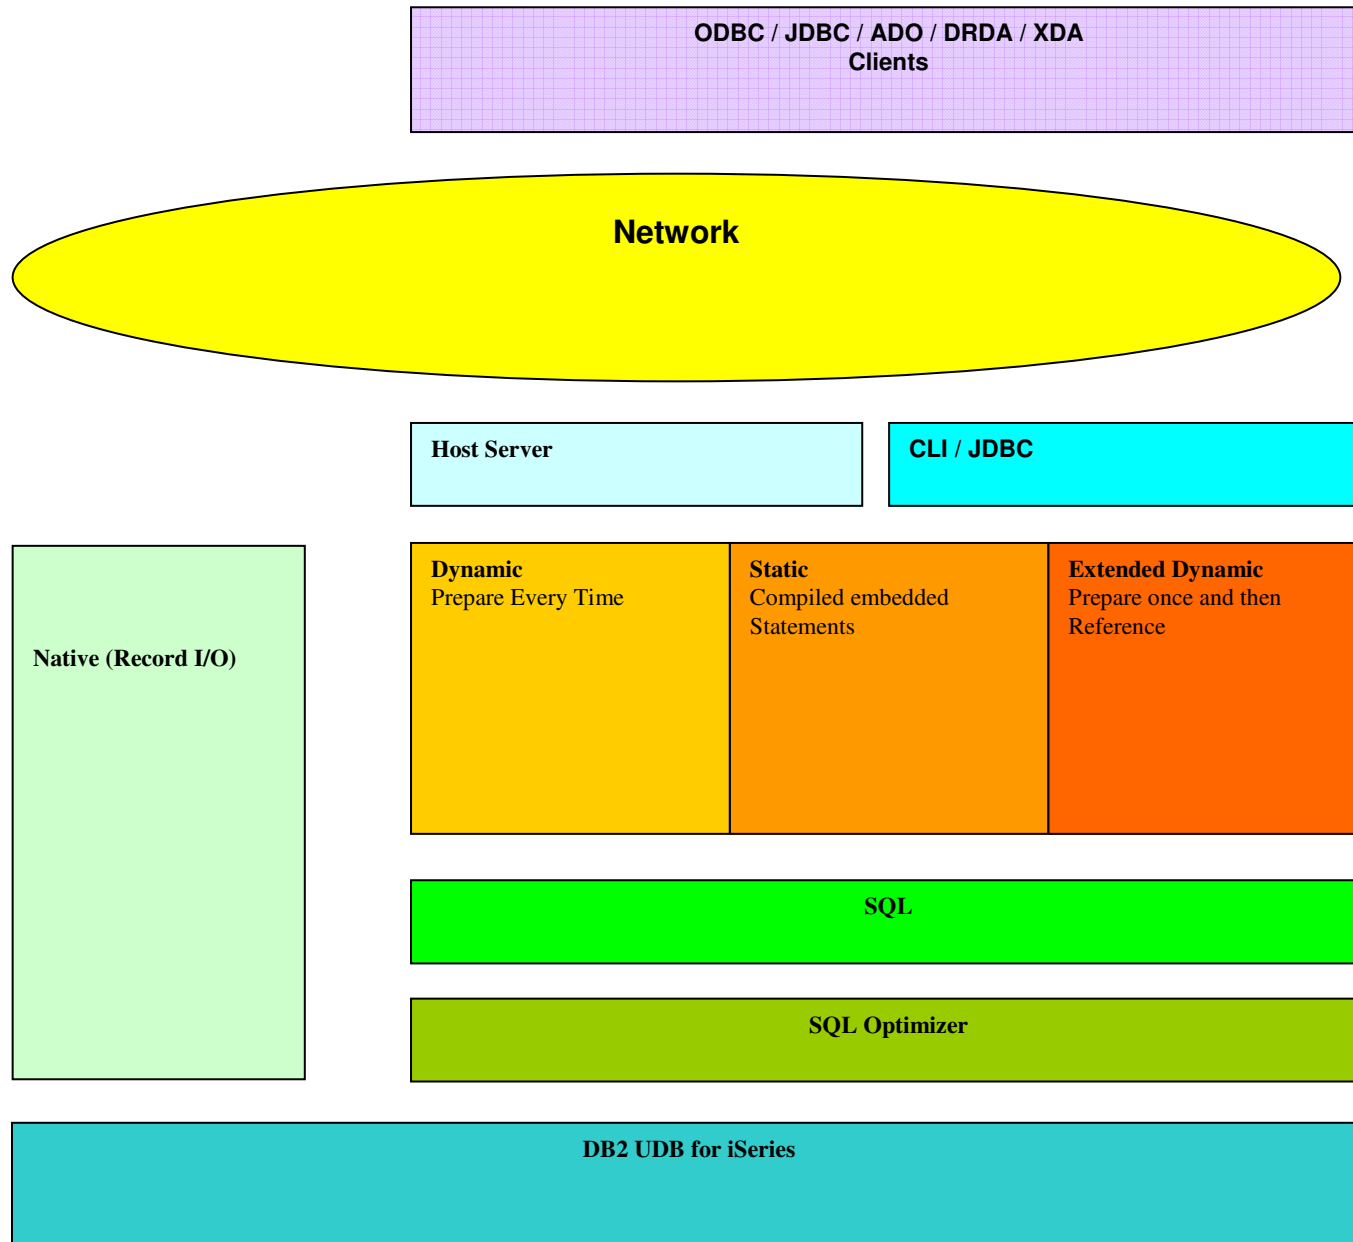 ODBC / JDBC / ADO / DRDA / XDA
Clients
Network
Host Server
CLI / JDBC
Native (Record I/O)
Dynamic
Prepare Every Time
Static
Compiled embedded
Statements
Extended Dynamic
Prepare once and then
Reference
SQL
SQL Optimizer
DB2 UDB for iSeries